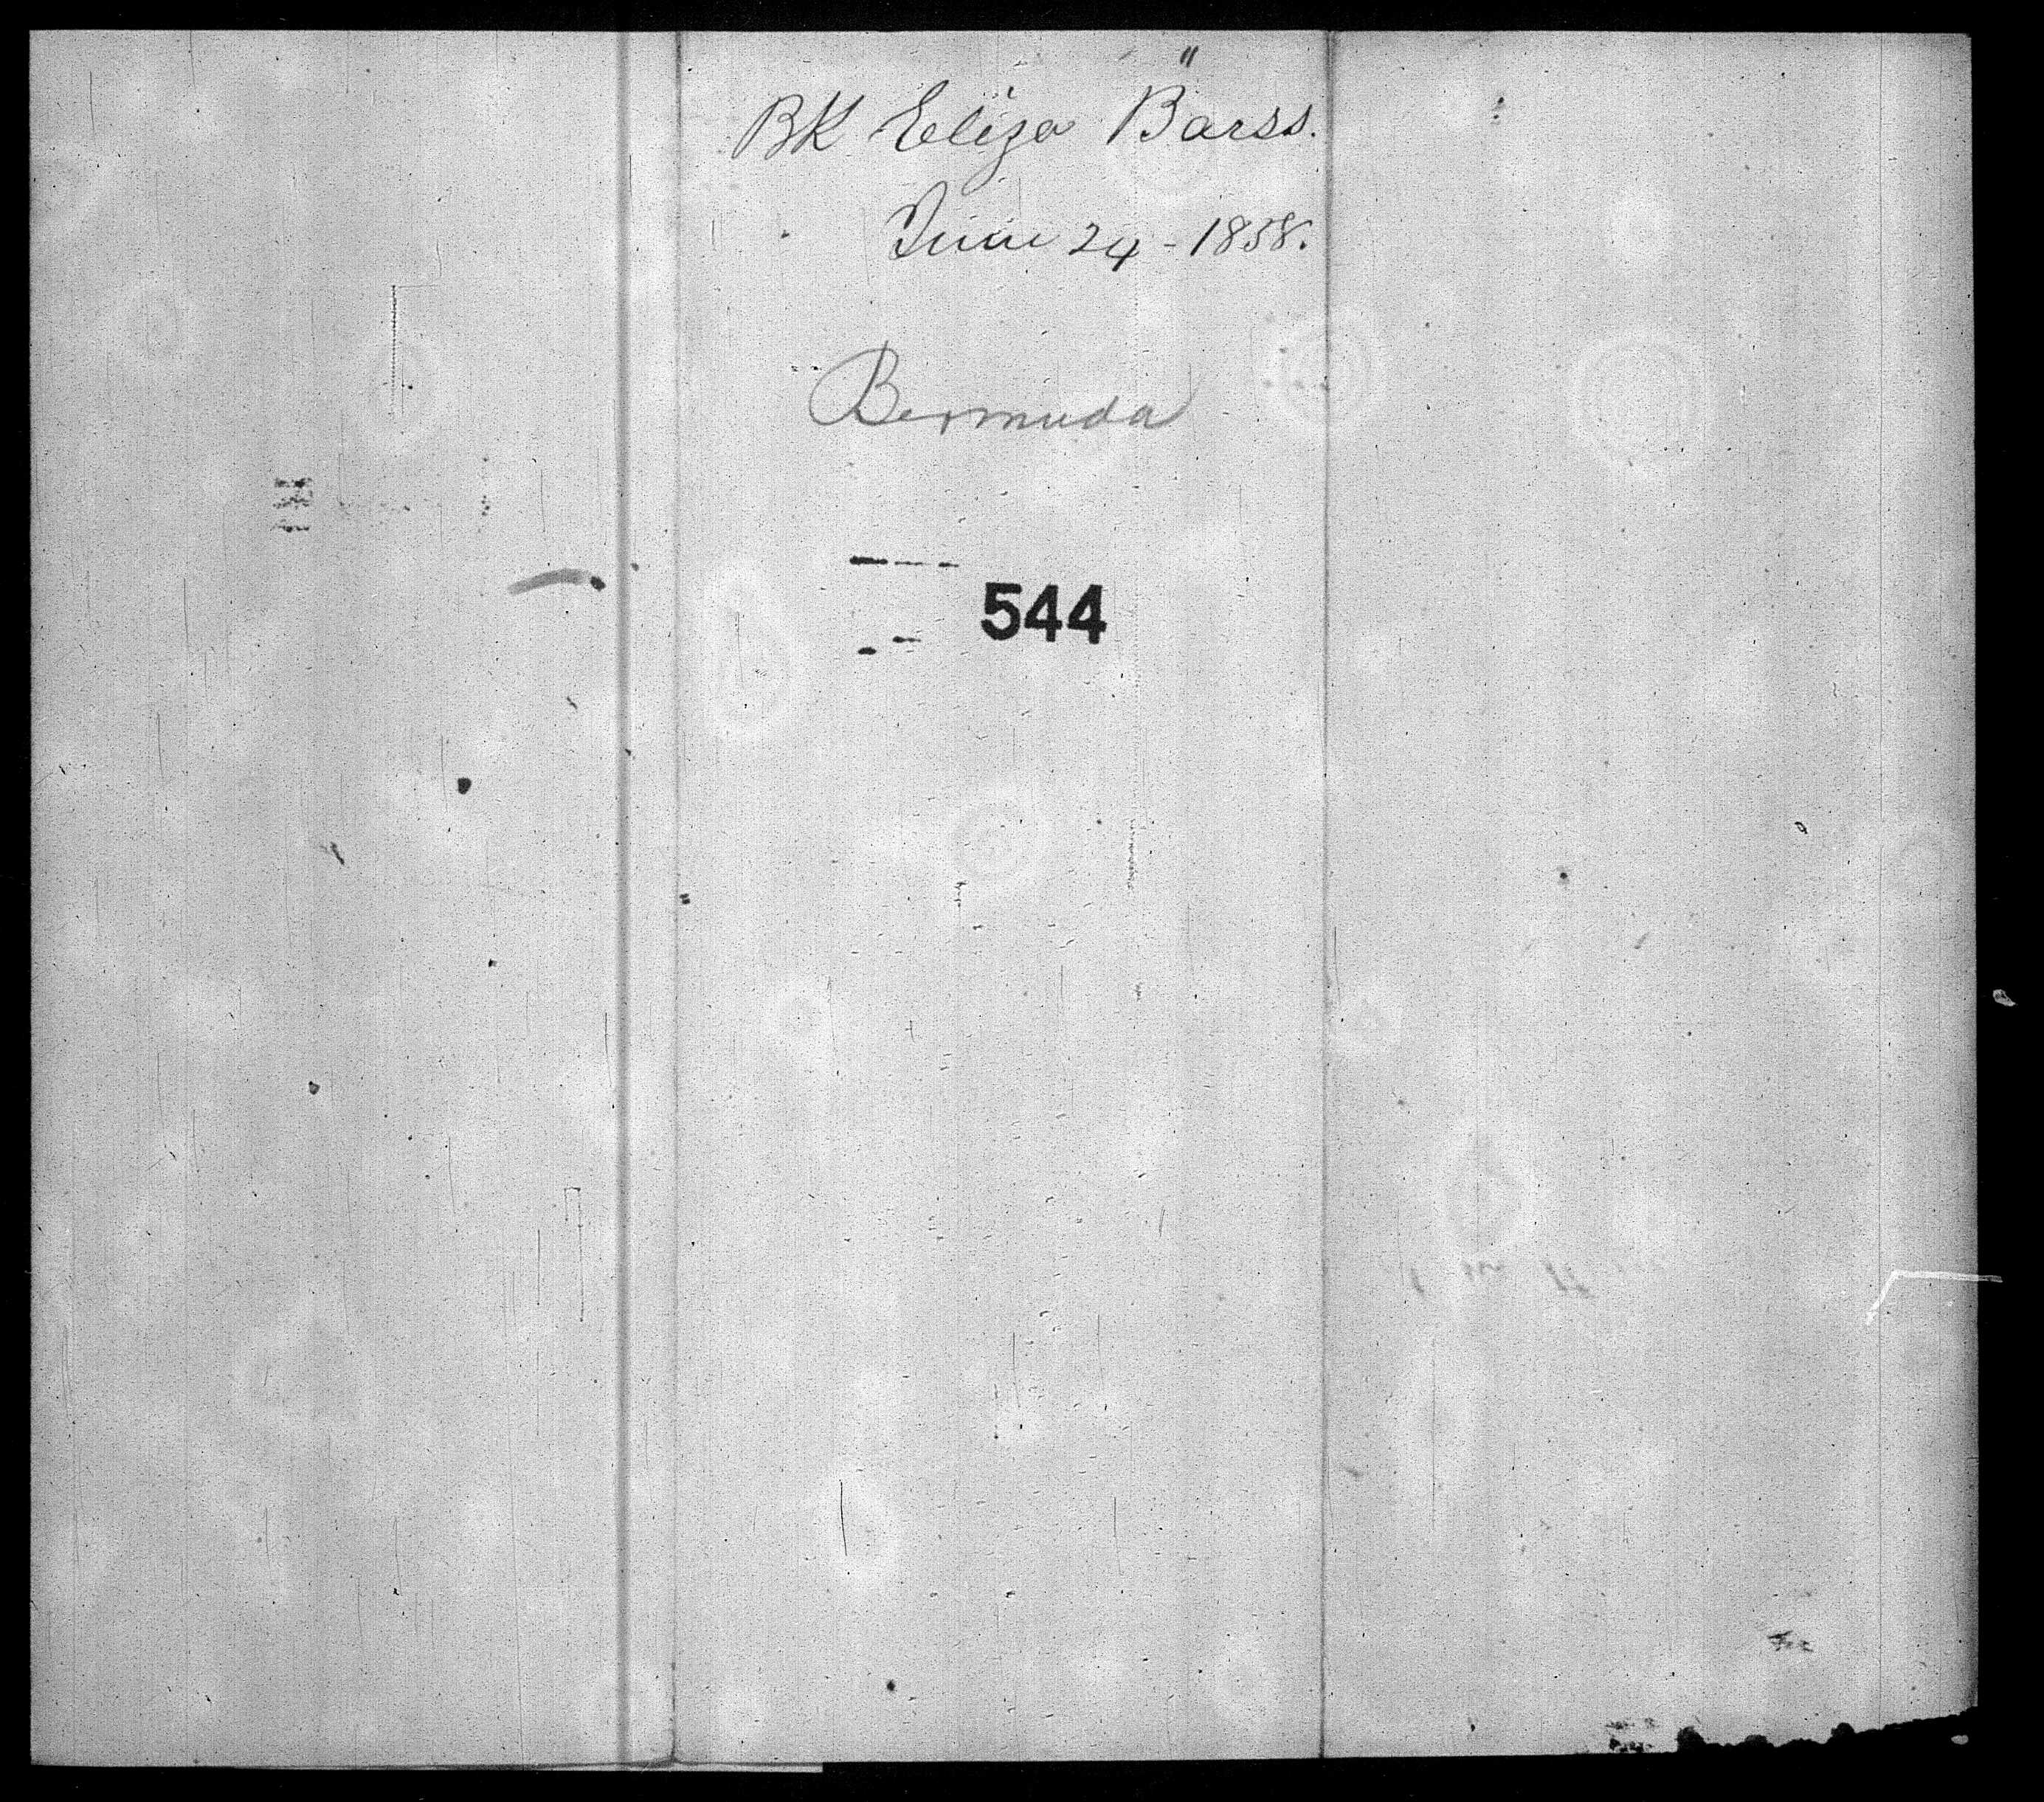 BK Eliza Barss.
June 24 - 1858.
Bermuda
544